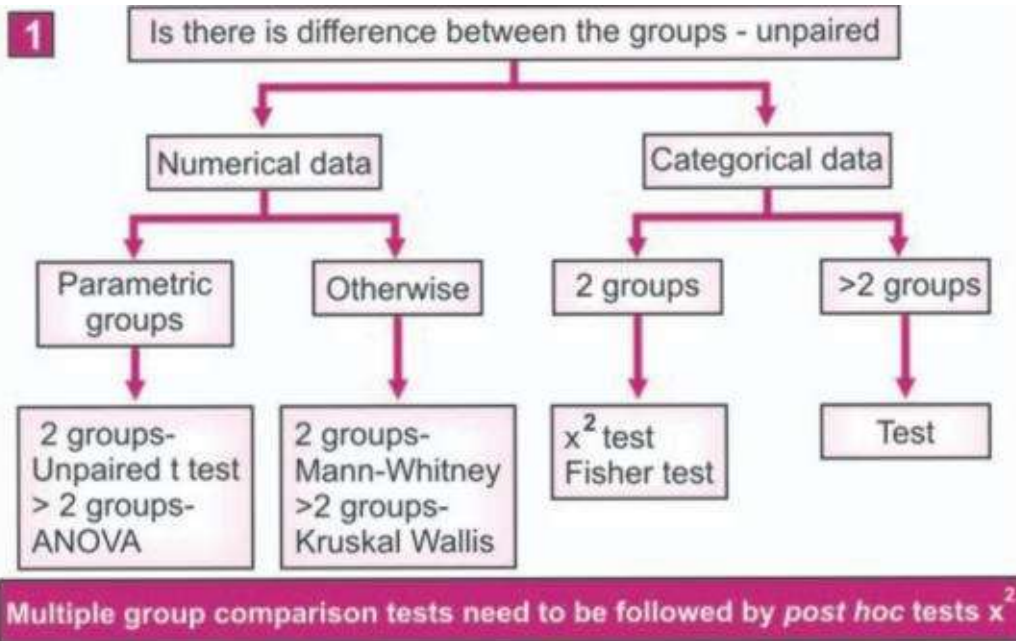 1
Is there is difference between the groups - unpaired
Numerical data
Categorical data
Parametric
groups
Otherwise
2 groups
>2 groups
2 groups-
Unpaired t test
> 2 groups-
ANOVA
2 groups-
Mann-Whitney
>2 groups-
Kruskal Wallis
x² test
Fisher test
Test
Multiple group comparison tests need to be followed by post hoc tests x²